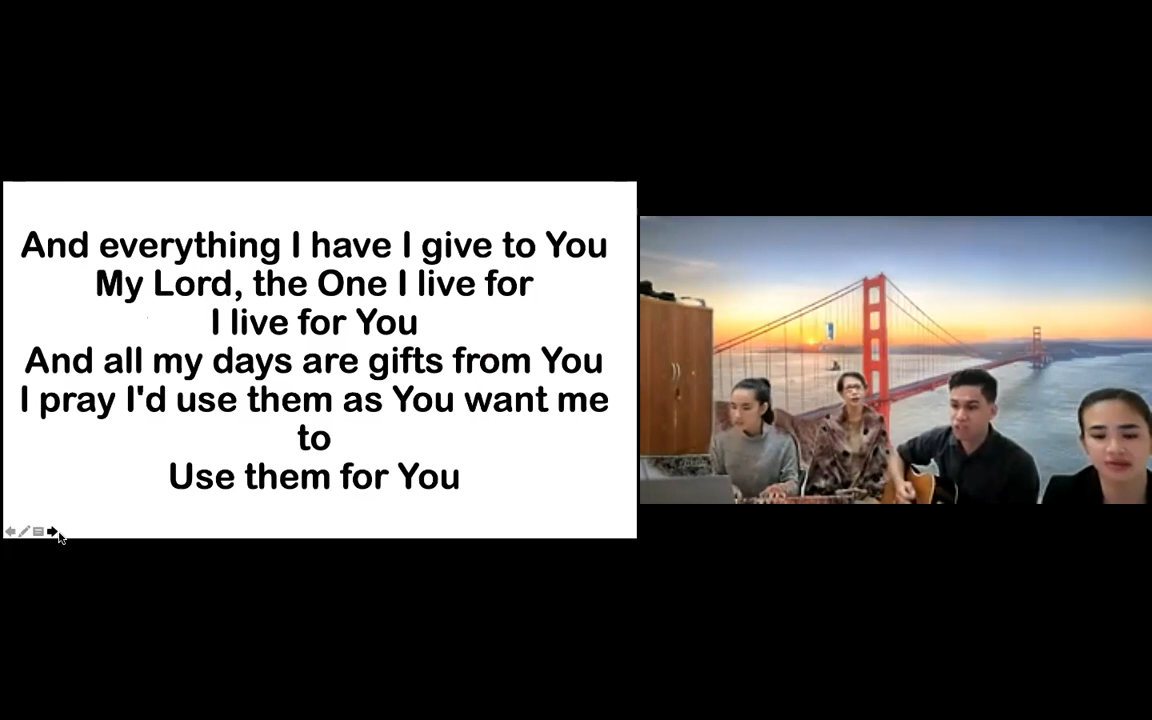 And everything I have I give to You
My Lord, the One I live for
I live for You
And all my days are gifts from You
I pray I'd use them as You want me
to
Use them for You